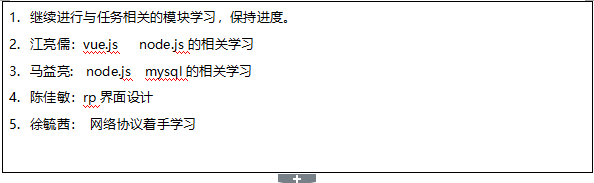 1. 继续进行与任务相关的模块学习，保持进度。
2. 江亮儒：vue.js node.js 的相关学习
3. 马益亮: node.js mysql 的相关学习
4. 陈佳敏：rp 界面设计
5. 徐毓茜： 网络协议着手学习